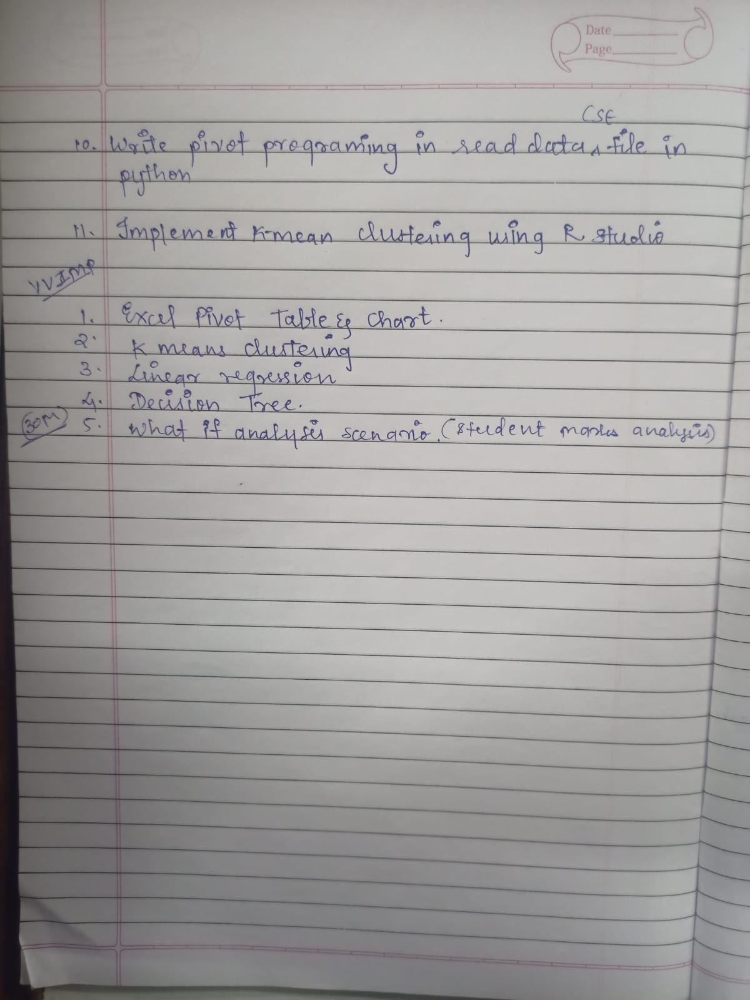 Date
Page
CSE
10. Write pivot programing in read data ^ file in
python
11. Implement K-mean clustering using R studio
VVIMP
1. Excel Pivot Table & Chart.
2. K means clustering
3. Linear regression
4. Decision Tree.
30M 5. What if analysis scenario. (student marks analysis)